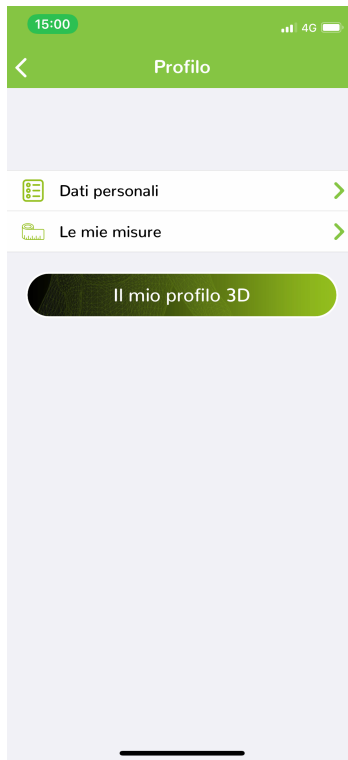 15:00
4G
Profilo
Dati personali
Le mie misure
Il mio profilo 3D